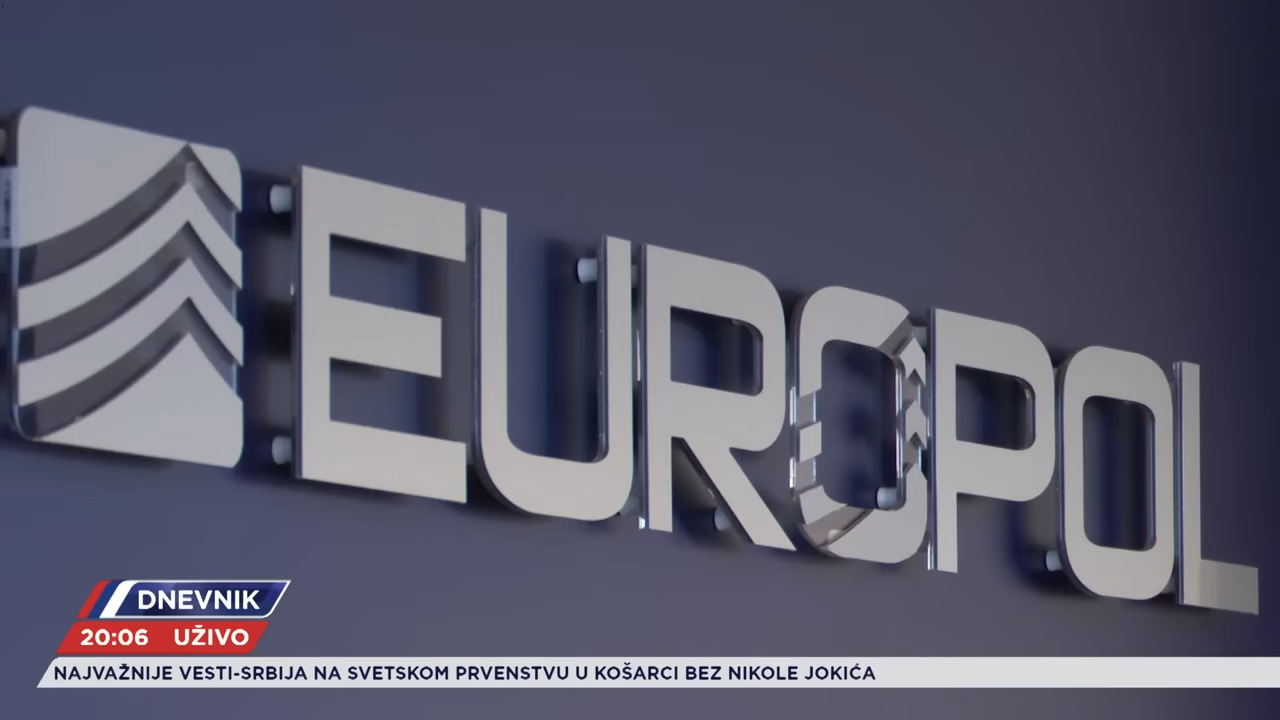 EUROPOL
DNEVNIK
20:06 UŽIVO
NAJVAŽNIJE VESTI-SRBIJA NA SVETSKOM PRVENSTVU U KOŠARCI BEZ NIKOLE JOKIĆA